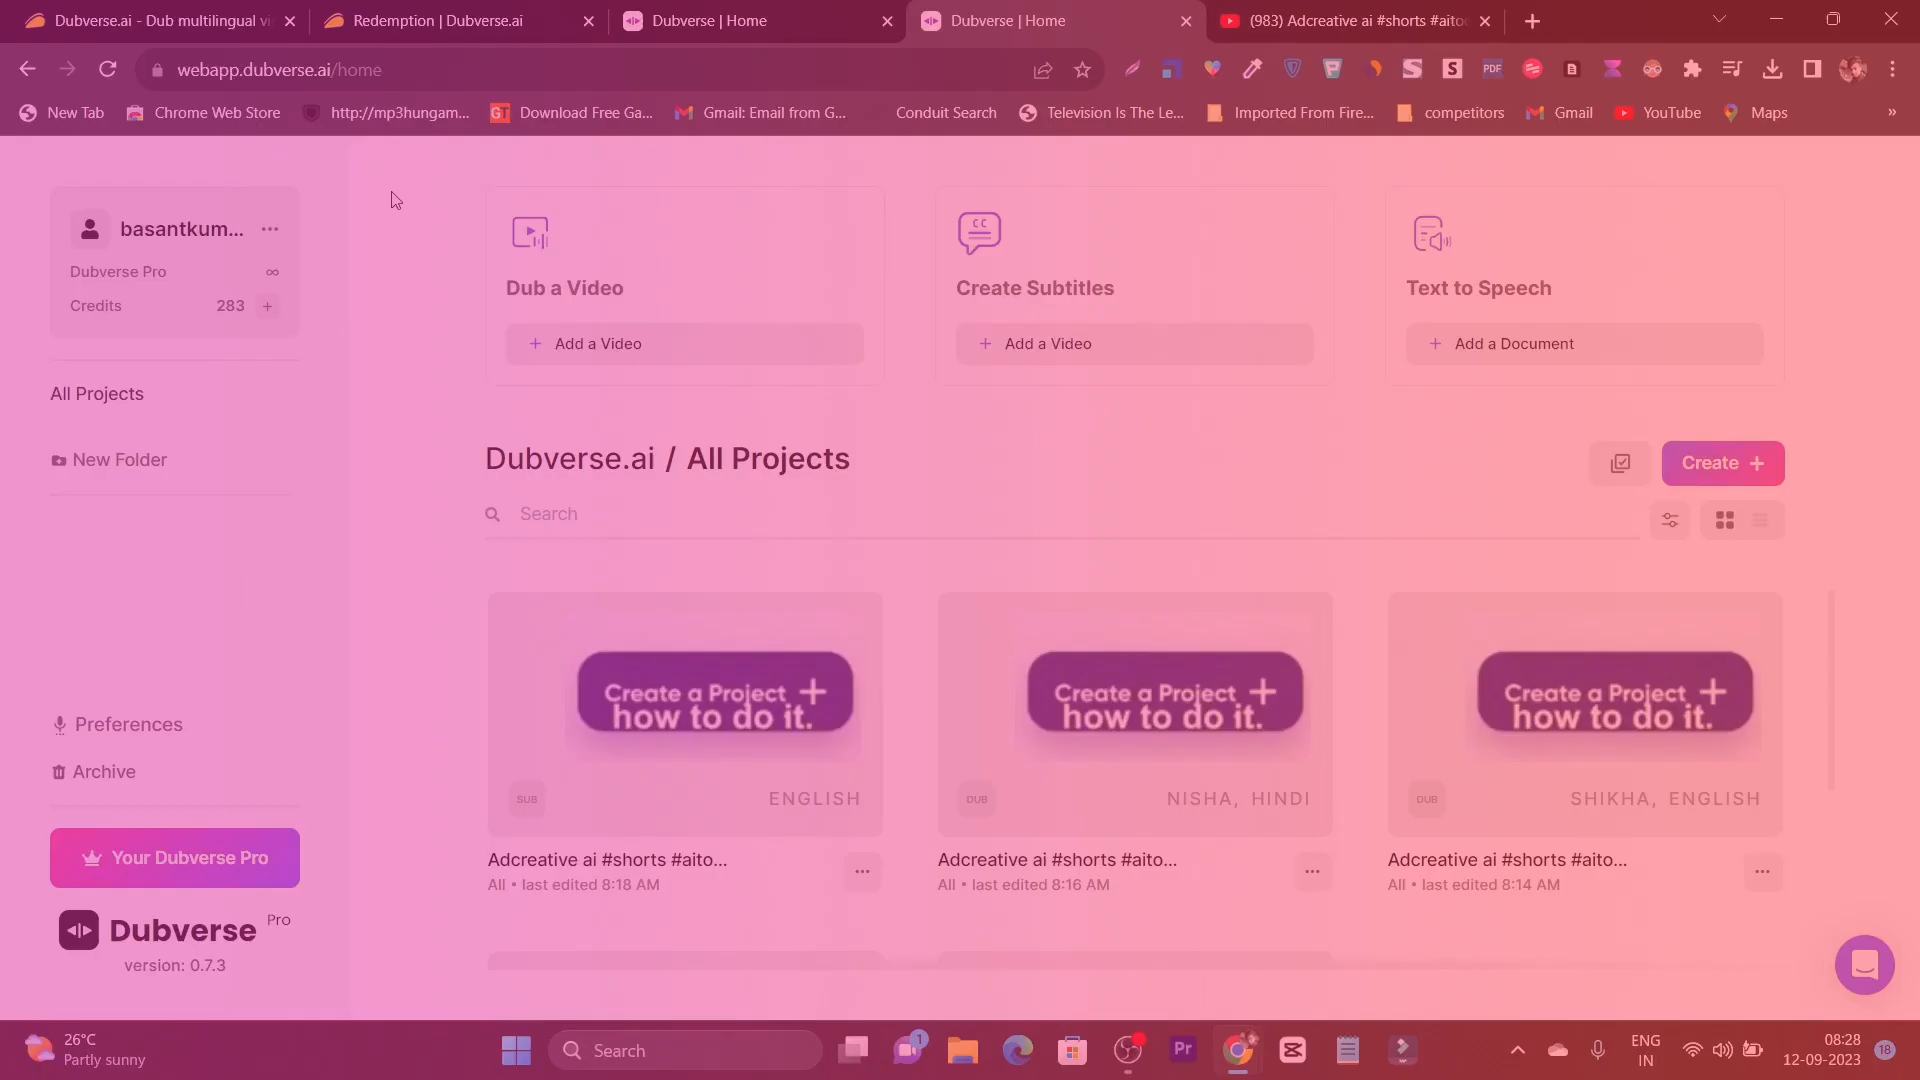 Dubverse.ai - Dub multilingual vi
Redemption | Dubverse.ai
Dubverse | Home
Dubverse | Home
(983) Adcreative ai #shorts #aitoo
webapp.dubverse.ai/home
PDF
New Tab
Chrome Web Store
http://mp3hungam...
GT Download Free Ga...
Gmail: Email from G...
Conduit Search
Television Is The Le...
Imported From Fire...
competitors
Gmail
YouTube
Maps
»
basantkum... ...
Dubverse Pro ∞
Credits 283 +
All Projects
New Folder
Preferences
Archive
Your Dubverse Pro
Dubverse Pro
version: 0.7.3
Dub a Video
+ Add a Video
CC
Create Subtitles
+ Add a Video
Text to Speech
+ Add a Document
Dubverse.ai / All Projects
Create +
Search
Create a Project +
how to do it.
SUB ENGLISH
Adcreative ai #shorts #aito...
All • last edited 8:18 AM
...
Create a Project +
how to do it.
DUB NISHA, HINDI
Adcreative ai #shorts #aito...
All • last edited 8:16 AM
...
Create a Project +
how to do it.
DUB SHIKHA, ENGLISH
Adcreative ai #shorts #aito...
All • last edited 8:14 AM
...
26°C
Partly sunny
Search
1
Pr
ENG
IN
08:28
12-09-2023
18